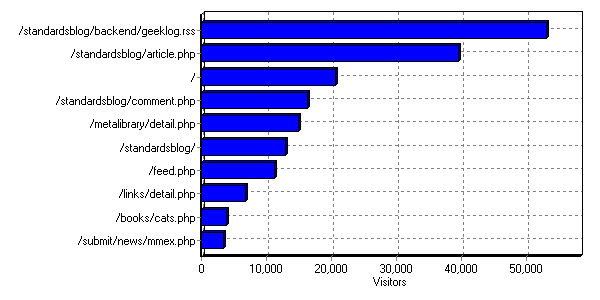 /standardsblog/backend/geeklog.rss
/standardsblog/article.php
/
/standardsblog/comment.php
/metalibrary/detail.php
/standardsblog/
/feed.php
/links/detail.php
/books/cats.php
/submit/news/mmex.php
0 10,000 20,000 30,000 40,000 50,000
Visitors